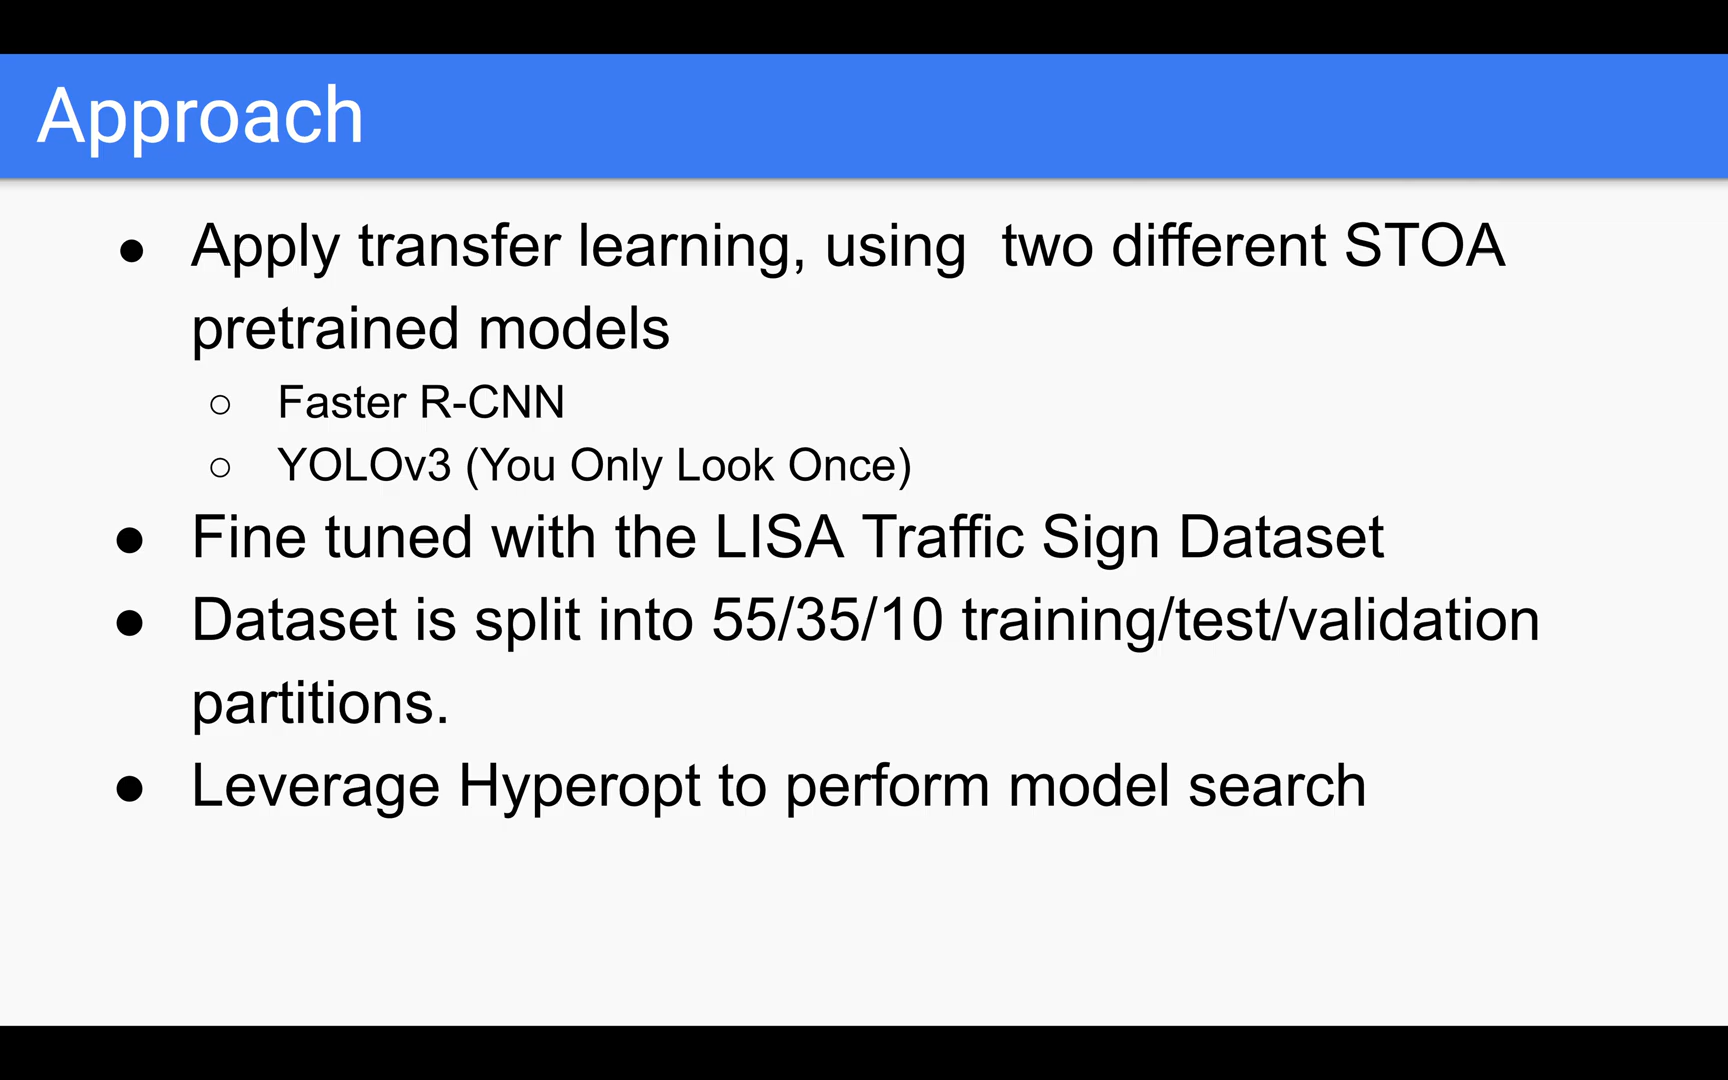 Approach
● Apply transfer learning, using  two different STOA
pretrained models
○ Faster R-CNN
○ YOLOv3 (You Only Look Once)
● Fine tuned with the LISA Traffic Sign Dataset
● Dataset is split into 55/35/10 training/test/validation
partitions.
● Leverage Hyperopt to perform model search